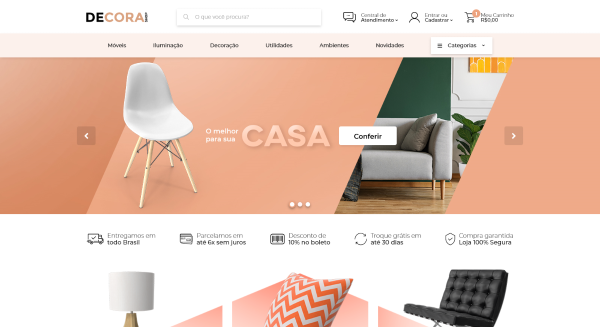 DECORA
O que você procura?
Central de
Atendimento
Entrar ou
Cadastrar
1
Meu Carrinho
R$0,00
Móveis
Iluminação
Decoração
Utilidades
Ambientes
Novidades
Categorias
O melhor
para sua
CASA
Conferir
Entregamos em
todo Brasil
Parcelamos em
até 6x sem juros
Desconto de
10% no boleto
Troque grátis em
até 30 dias
Compra garantida
Loja 100% Segura